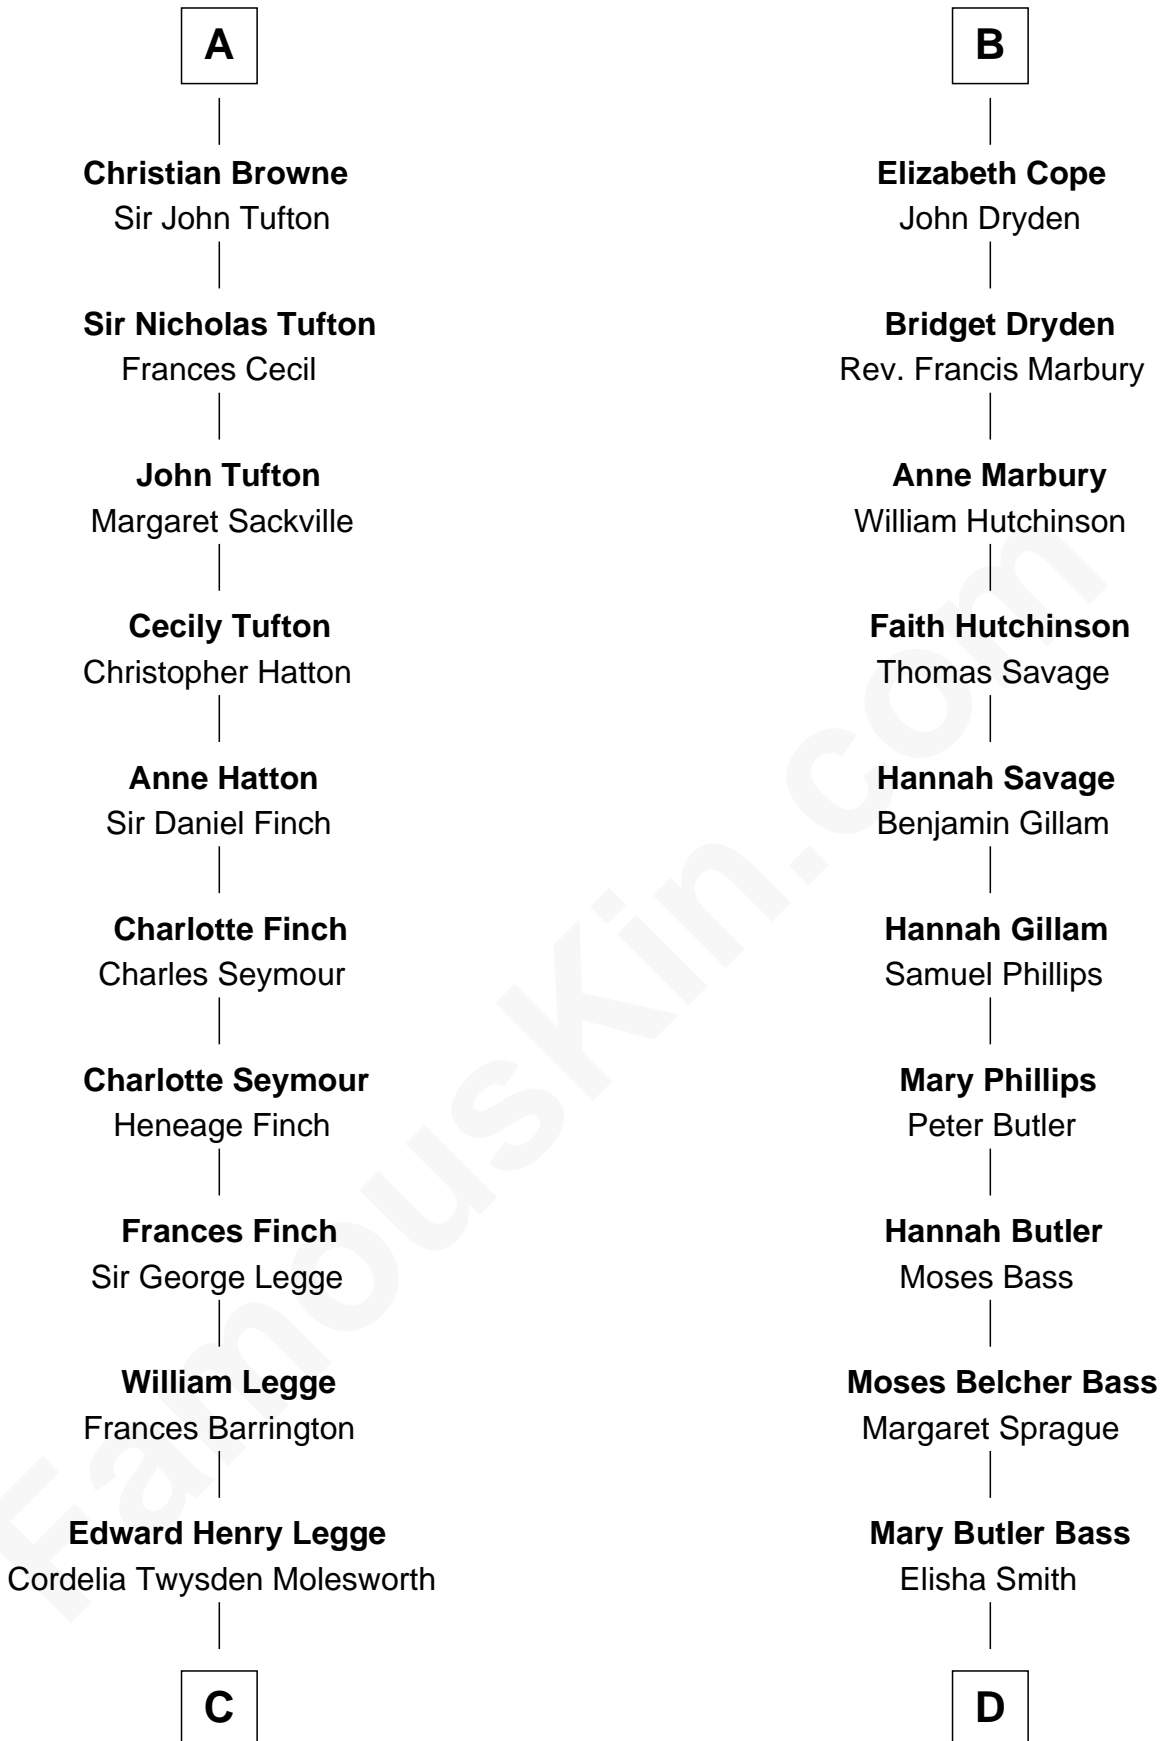 A
Christian Browne
Sir John Tufton
Sir Nicholas Tufton
Frances Cecil
John Tufton
Margaret Sackville
Cecily Tufton
Christopher Hatton
Anne Hatton
Sir Daniel Finch
Charlotte Finch
Charles Seymour
Charlotte Seymour
Heneage Finch
Frances Finch
Sir George Legge
William Legge
Frances Barrington
Edward Henry Legge
Cordelia Twysden Molesworth
C
B
Elizabeth Cope
John Dryden
Bridget Dryden
Rev. Francis Marbury
Anne Marbury
William Hutchinson
Faith Hutchinson
Thomas Savage
Hannah Savage
Benjamin Gillam
Hannah Gillam
Samuel Phillips
Mary Phillips
Peter Butler
Hannah Butler
Moses Bass
Moses Belcher Bass
Margaret Sprague
Mary Butler Bass
Elisha Smith
D
FamousKin.com